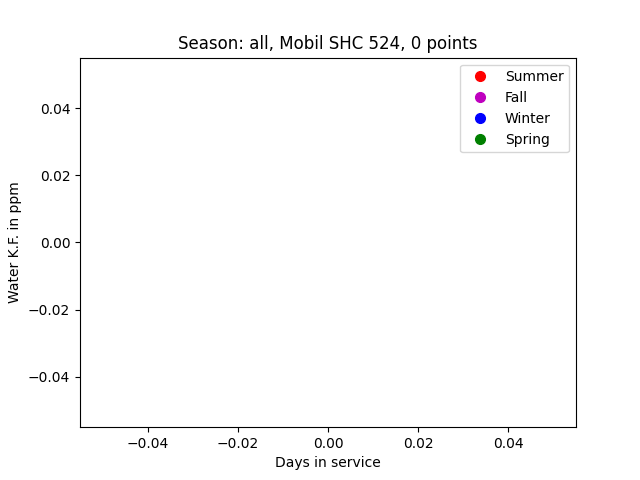 Season: all, Mobil SHC 524, 0 points
Summer
Fall
Winter
Spring
Water K.F. in ppm
0.04
0.02
0.00
−0.02
−0.04
−0.04
−0.02
0.00
0.02
0.04
Days in service